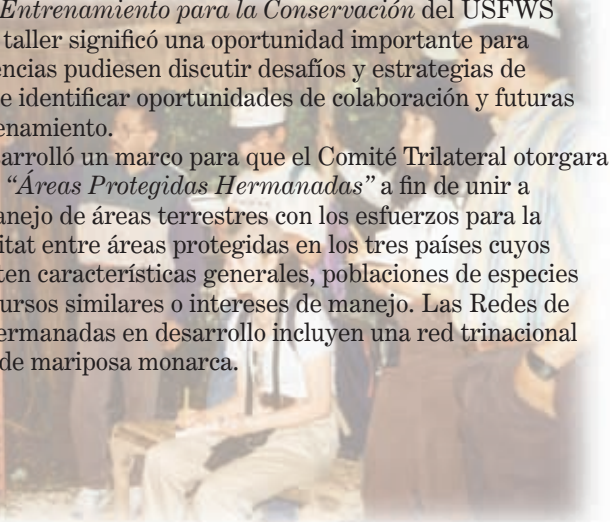 Entrenamiento para la Conservación del USFWS
taller significó una oportunidad importante para
encias pudiesen discutir desafíos y estrategias de
e identificar oportunidades de colaboración y futuras
enamiento.
arrolló un marco para que el Comité Trilateral otorgara
“Áreas Protegidas Hermanadas” a fin de unir a
anejo de áreas terrestres con los esfuerzos para la
itat entre áreas protegidas en los tres países cuyos
ten características generales, poblaciones de especies
ursos similares o intereses de manejo. Las Redes de
ermanadas en desarrollo incluyen una red trinacional
de mariposa monarca.